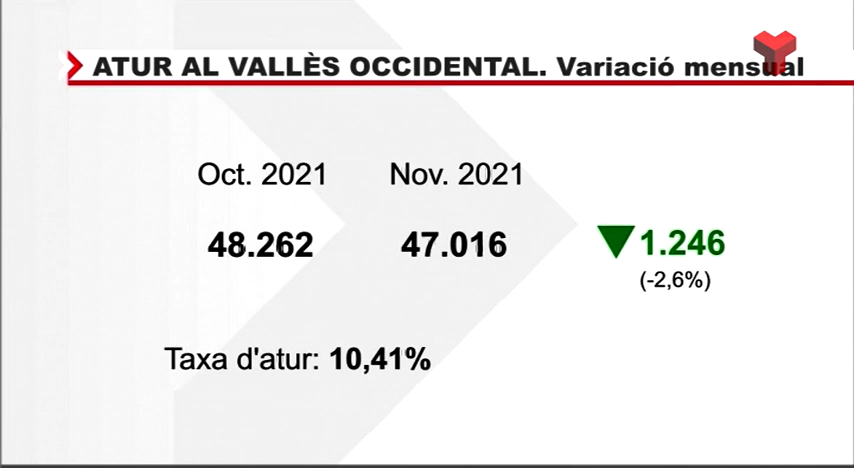 ATUR AL VALLÈS OCCIDENTAL. Variació mensual
Oct. 2021 Nov. 2021
48.262 47.016 1.246
(-2,6%)
Taxa d'atur: 10,41%